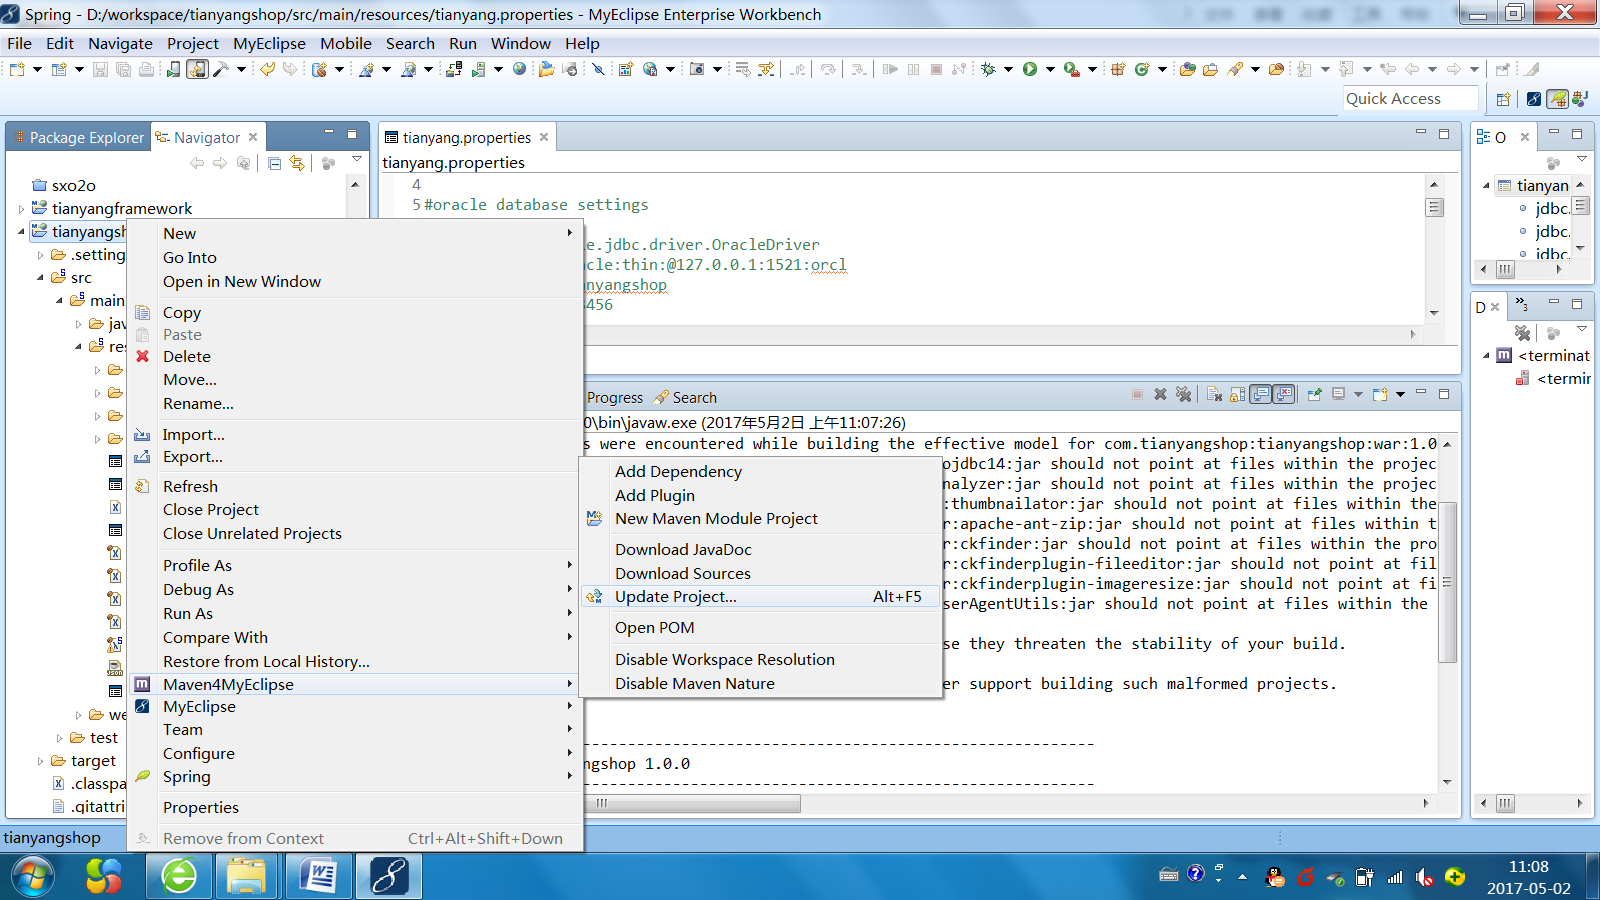 Spring - D:/workspace/tianyangshop/src/main/resources/tianyang.properties - MyEclipse Enterprise Workbench
File Edit Navigate Project MyEclipse Mobile Search Run Window Help
Quick Access
Package Explorer
Navigator
sxo2o
tianyangframework
tianyangsh
.setting
src
main
jav
res
we
test
target
.classpa
.gitattri
New
Go Into
Open in New Window
Copy
Paste
Delete
Move...
Rename...
Import...
Export...
Refresh
Close Project
Close Unrelated Projects
Profile As
Debug As
Run As
Compare With
Restore from Local History...
Maven4MyEclipse
MyEclipse
Team
Configure
Spring
Properties
Remove from Context Ctrl+Alt+Shift+Down
tianyang.properties
tianyang.properties
4
5 #oracle database settings
e.jdbc.driver.OracleDriver
acle:thin:@127.0.0.1:1521:orcl
nyangshop
3456
Progress
Search
0\bin\javaw.exe (2017年5月2日 上午11:07:26)
s were encountered while building the effective model for com.tianyangshop:tianyangshop:war:1.0
ojdbc14:jar should not point at files within the projec
nalyzer:jar should not point at files within the projec
:thumbnailator:jar should not point at files within the
r:apache-ant-zip:jar should not point at files within t
r:ckfinder:jar should not point at files within the pro
r:ckfinderplugin-fileeditor:jar should not point at fil
r:ckfinderplugin-imageresize:jar should not point at fi
serAgentUtils:jar should not point at files within the
se they threaten the stability of your build.
er support building such malformed projects.
------------------------------------------------------
ngshop 1.0.0
------------------------------------------------------
Add Dependency
Add Plugin
New Maven Module Project
Download JavaDoc
Download Sources
Update Project... Alt+F5
Open POM
Disable Workspace Resolution
Disable Maven Nature
O
tianyan
jdbc.
jdbc.
jdbc.
D
3
<terminat
<termir
tianyangshop
11:08
2017-05-02